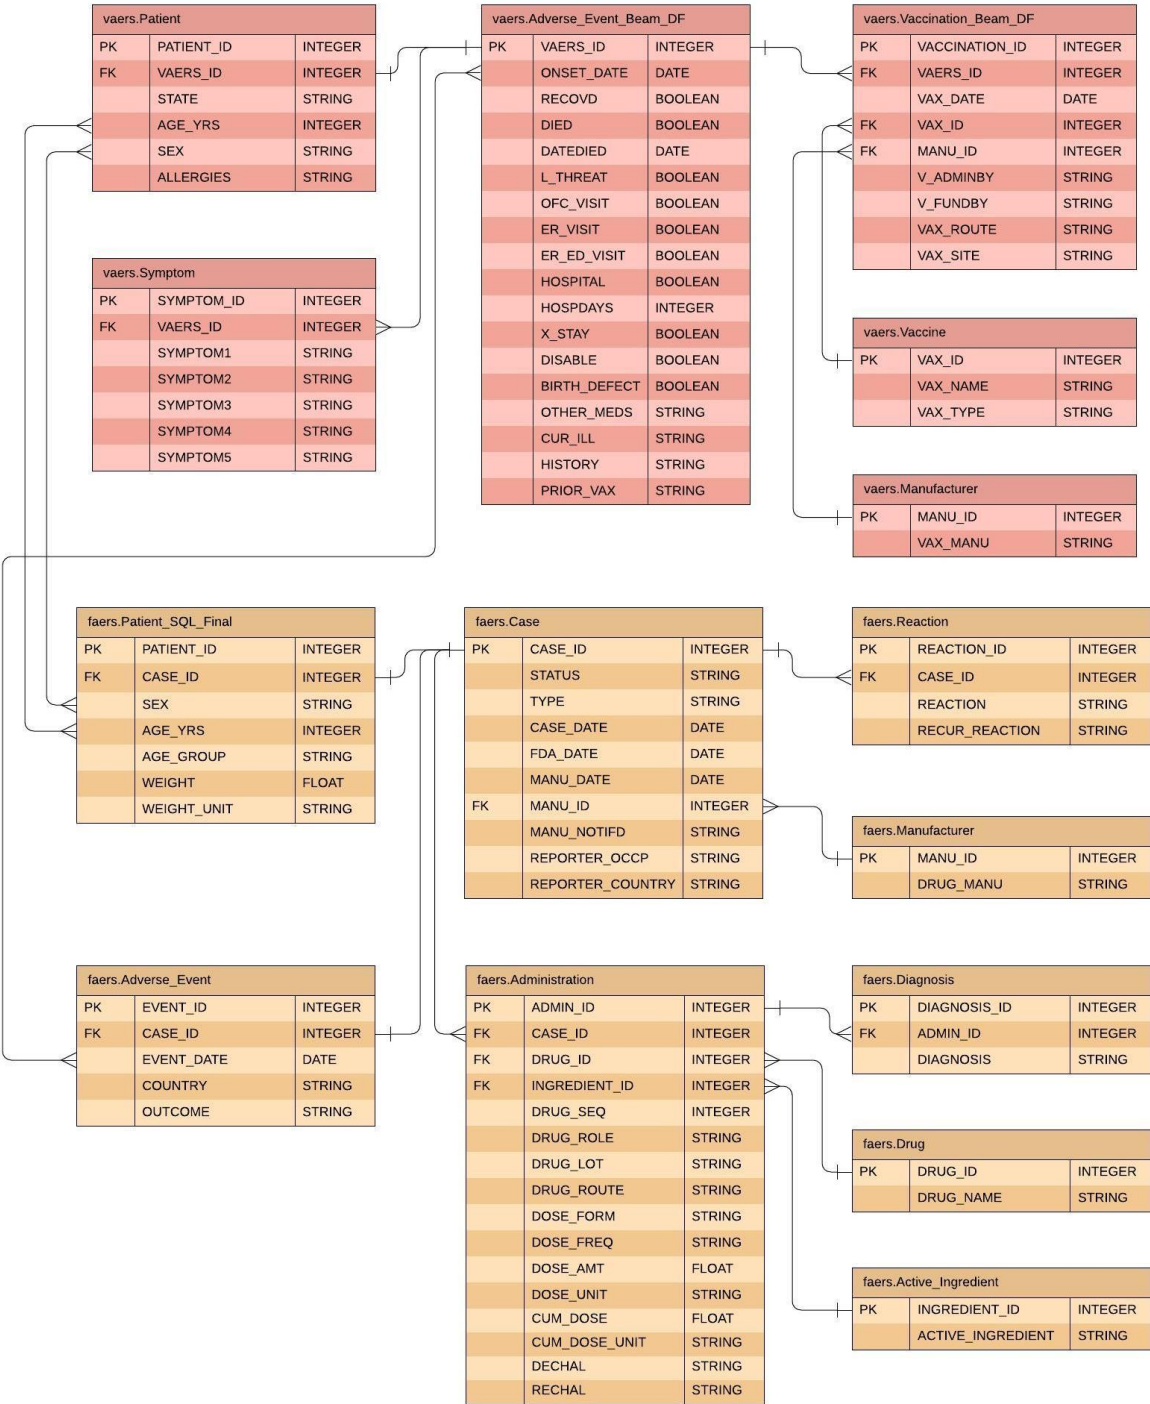 vaers.Patient
PK PATIENT_ID INTEGER
FK VAERS_ID INTEGER
STATE STRING
AGE_YRS INTEGER
SEX STRING
ALLERGIES STRING
vaers.Symptom
PK SYMPTOM_ID INTEGER
FK VAERS_ID INTEGER
SYMPTOM1 STRING
SYMPTOM2 STRING
SYMPTOM3 STRING
SYMPTOM4 STRING
SYMPTOM5 STRING
vaers.Adverse_Event_Beam_DF
PK VAERS_ID INTEGER
ONSET_DATE DATE
RECOVD BOOLEAN
DIED BOOLEAN
DATEDIED DATE
L_THREAT BOOLEAN
OFC_VISIT BOOLEAN
ER_VISIT BOOLEAN
ER_ED_VISIT BOOLEAN
HOSPITAL BOOLEAN
HOSPDAYS INTEGER
X_STAY BOOLEAN
DISABLE BOOLEAN
BIRTH_DEFECT BOOLEAN
OTHER_MEDS STRING
CUR_ILL STRING
HISTORY STRING
PRIOR_VAX STRING
vaers.Vaccination_Beam_DF
PK VACCINATION_ID INTEGER
FK VAERS_ID INTEGER
VAX_DATE DATE
FK VAX_ID INTEGER
FK MANU_ID INTEGER
V_ADMINBY STRING
V_FUNDBY STRING
VAX_ROUTE STRING
VAX_SITE STRING
vaers.Vaccine
PK VAX_ID INTEGER
VAX_NAME STRING
VAX_TYPE STRING
vaers.Manufacturer
PK MANU_ID INTEGER
VAX_MANU STRING
faers.Patient_SQL_Final
PK PATIENT_ID INTEGER
FK CASE_ID INTEGER
SEX STRING
AGE_YRS INTEGER
AGE_GROUP STRING
WEIGHT FLOAT
WEIGHT_UNIT STRING
faers.Case
PK CASE_ID INTEGER
STATUS STRING
TYPE STRING
CASE_DATE DATE
FDA_DATE DATE
MANU_DATE DATE
FK MANU_ID INTEGER
MANU_NOTIFD STRING
REPORTER_OCCP STRING
REPORTER_COUNTRY STRING
faers.Reaction
PK REACTION_ID INTEGER
FK CASE_ID INTEGER
REACTION STRING
RECUR_REACTION STRING
faers.Manufacturer
PK MANU_ID INTEGER
DRUG_MANU STRING
faers.Adverse_Event
PK EVENT_ID INTEGER
FK CASE_ID INTEGER
EVENT_DATE DATE
COUNTRY STRING
OUTCOME STRING
faers.Administration
PK ADMIN_ID INTEGER
FK CASE_ID INTEGER
FK DRUG_ID INTEGER
FK INGREDIENT_ID INTEGER
DRUG_SEQ INTEGER
DRUG_ROLE STRING
DRUG_LOT STRING
DRUG_ROUTE STRING
DOSE_FORM STRING
DOSE_FREQ STRING
DOSE_AMT FLOAT
DOSE_UNIT STRING
CUM_DOSE FLOAT
CUM_DOSE_UNIT STRING
DECHAL STRING
RECHAL STRING
faers.Diagnosis
PK DIAGNOSIS_ID INTEGER
FK ADMIN_ID INTEGER
DIAGNOSIS STRING
faers.Drug
PK DRUG_ID INTEGER
DRUG_NAME STRING
faers.Active_Ingredient
PK INGREDIENT_ID INTEGER
ACTIVE_INGREDIENT STRING